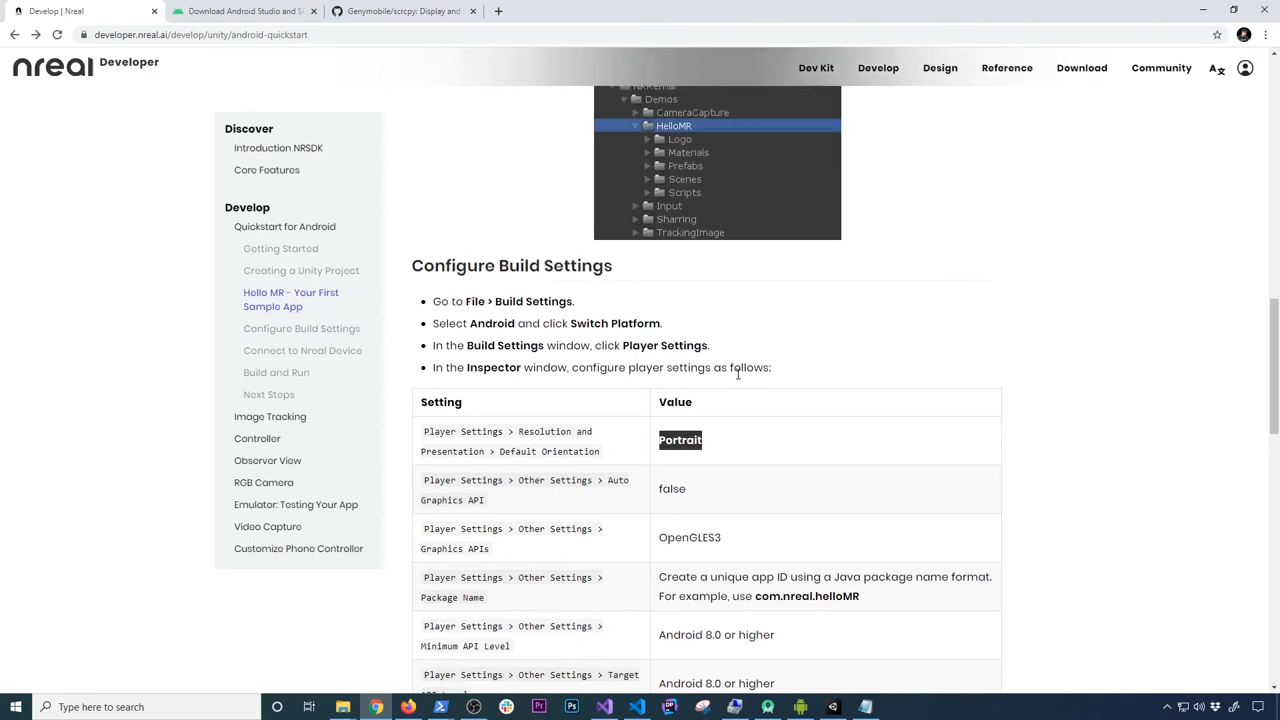 Develop | Nreal
Download Android Studio and S
Genymobile/scrcpy: Display and
developer.nreal.ai/develop/unity/android-quickstart
nreal Developer
Dev Kit
Develop
Design
Reference
Download
Community
Demos
CameraCapture
HelloMR
Logo
Materials
Prefabs
Scenes
Scripts
Input
Sharring
TrackingImage
Discover
Introduction NRSDK
Core Features
Develop
Quickstart for Android
Getting Started
Creating a Unity Project
Hello MR - Your First
Sample App
Configure Build Settings
Connect to Nreal Device
Build and Run
Next Steps
Image Tracking
Controller
Observer View
RGB Camera
Emulator: Testing Your App
Video Capture
Customize Phone Controller
Configure Build Settings
Go to File > Build Settings.
Select Android and click Switch Platform.
In the Build Settings window, click Player Settings.
In the Inspector window, configure player settings as follows:
Setting Value
Player Settings > Resolution and
Presentation > Default Orientation
Portrait
Player Settings > Other Settings > Auto
Graphics API
false
Player Settings > Other Settings >
Graphics APIs
OpenGLES3
Player Settings > Other Settings >
Package Name
Create a unique app ID using a Java package name format.
For example, use com.nreal.helloMR
Player Settings > Other Settings >
Minimum API Level
Android 8.0 or higher
Player Settings > Other Settings > Target
Android 8.0 or higher
Type here to search